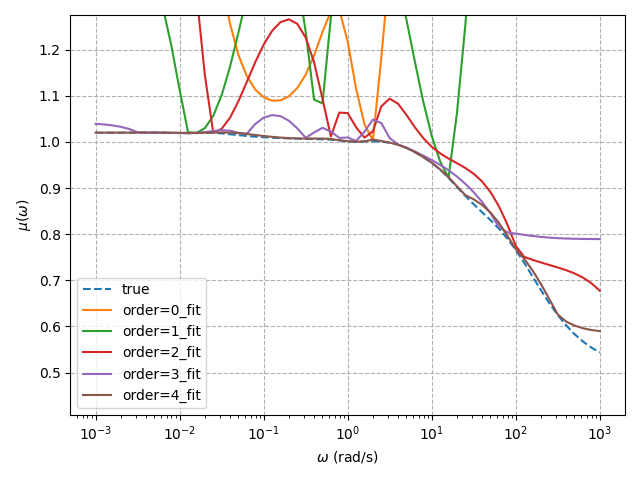 1.2
1.1
1.0
0.9
0.8
0.7
0.6
0.5
μ(ω)
true
order=0_fit
order=1_fit
order=2_fit
order=3_fit
order=4_fit
10⁻³ 10⁻² 10⁻¹ 10⁰ 10¹ 10² 10³
ω (rad/s)